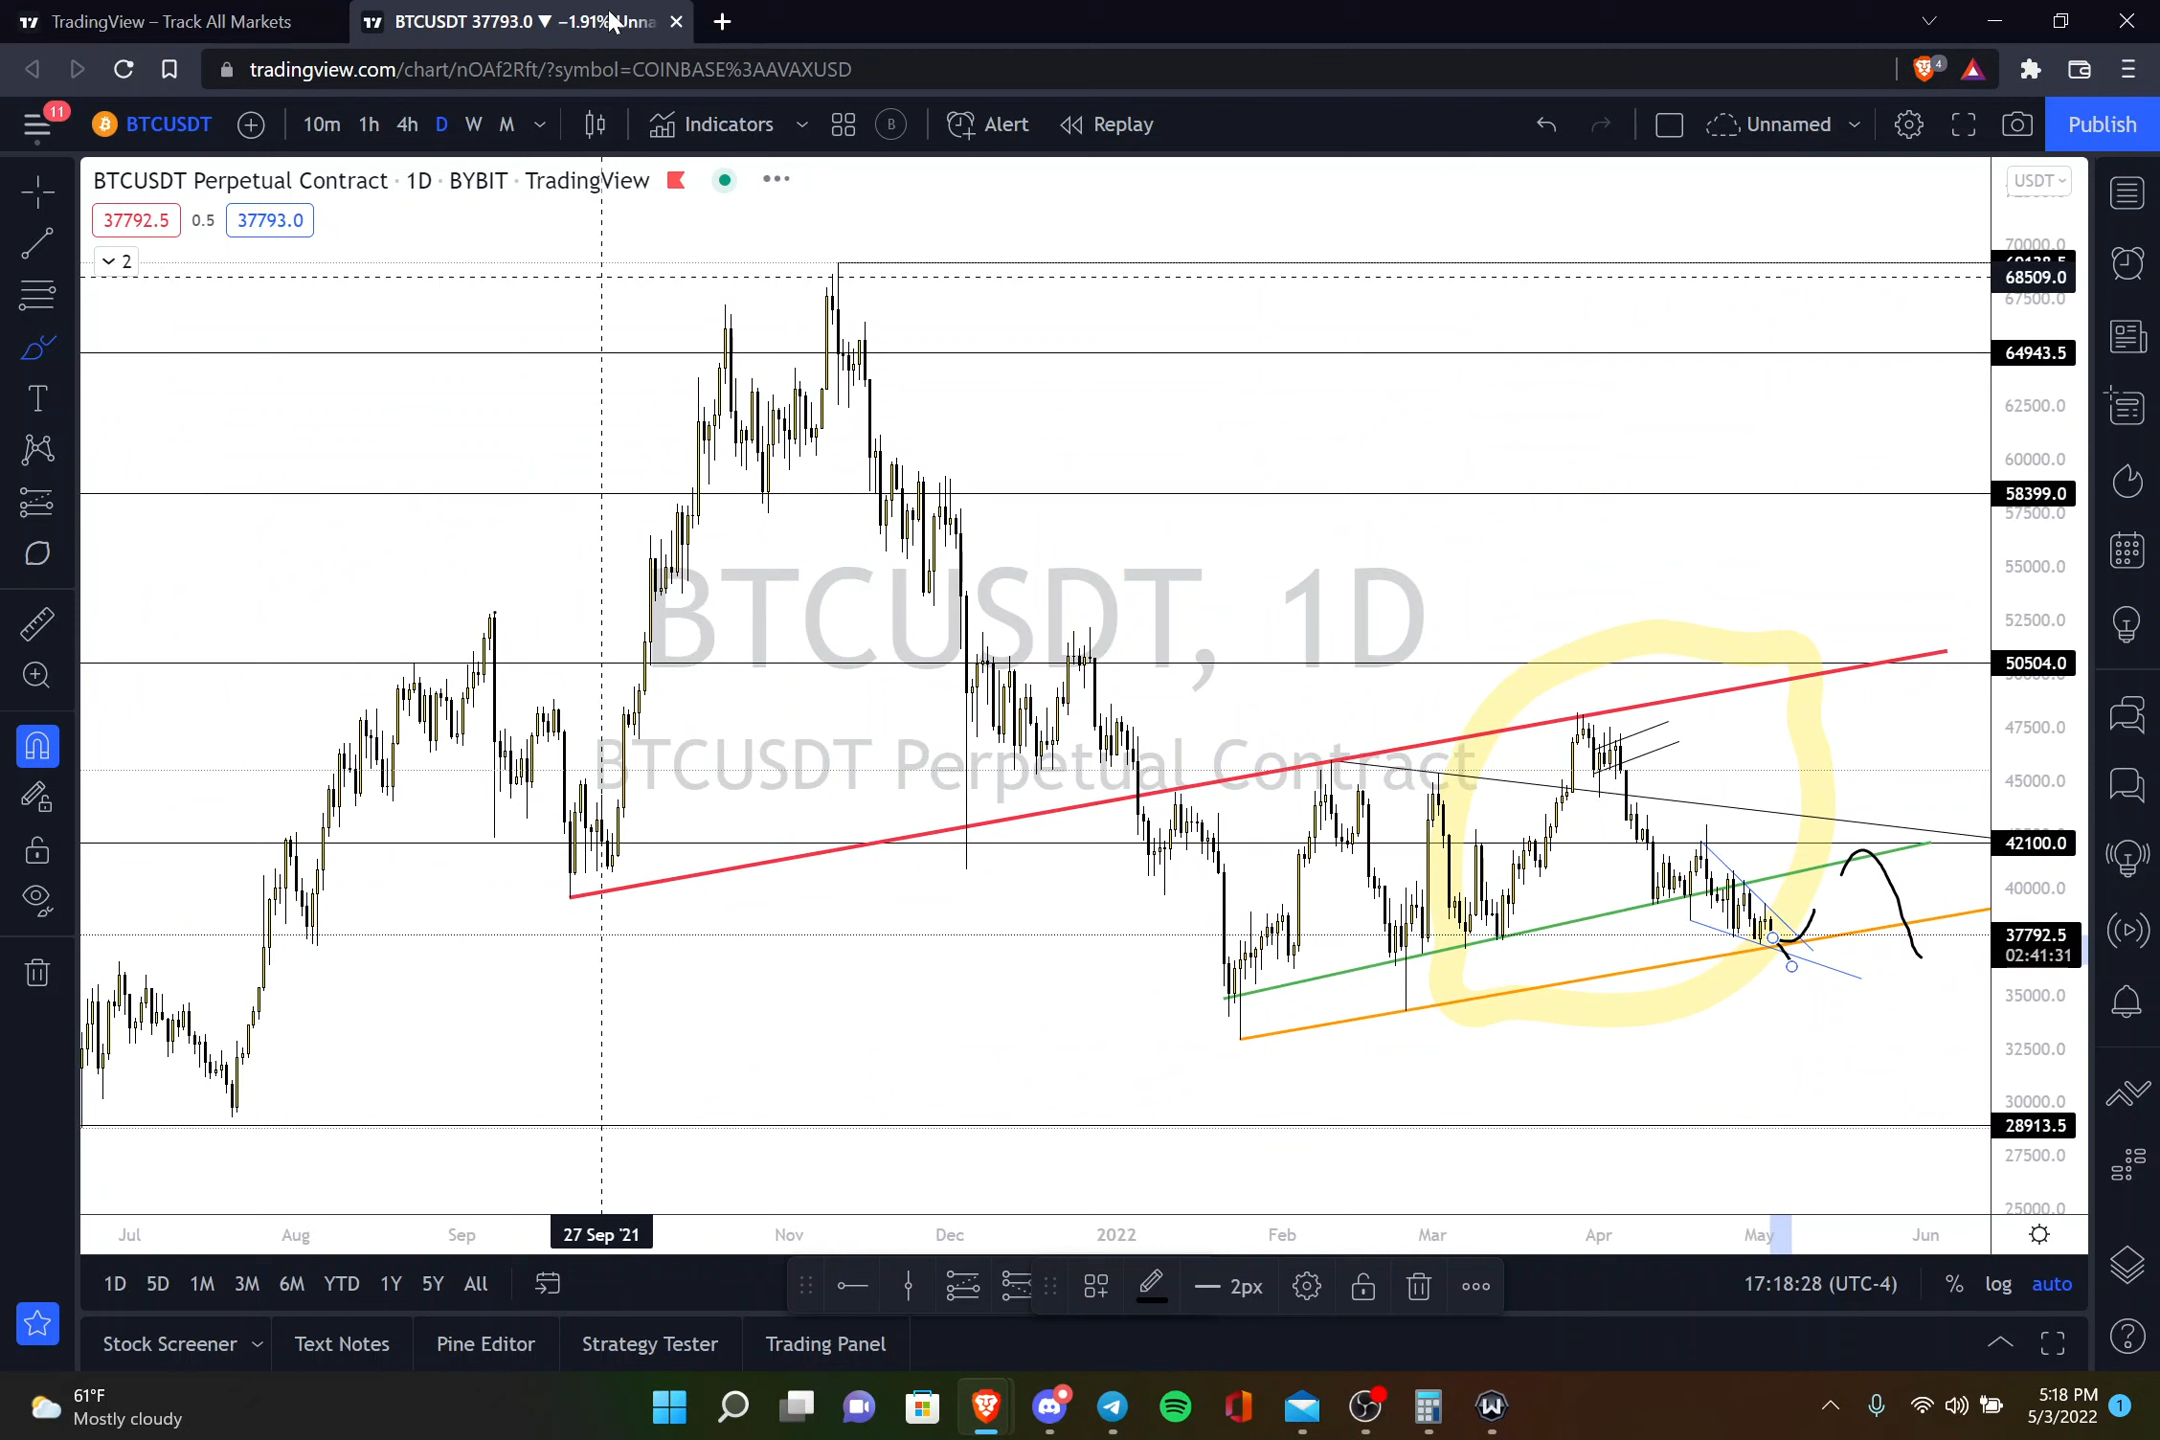 TradingView – Track All Markets
BTCUSDT 37793.0 ▼ −1.91% Unna
tradingview.com/chart/nOAf2Rft/?symbol=COINBASE%3AAVAXUSD
4
11
BTCUSDT
10m 1h 4h D W M
Indicators
B
Alert
Replay
Unnamed
Publish
BTCUSDT Perpetual Contract · 1D · BYBIT · TradingView
USDT
37792.5 0.5 37793.0
2
70000.0
68509.0
67500.0
64943.5
62500.0
60000.0
58399.0
57500.0
55000.0
52500.0
50504.0
47500.0
45000.0
42100.0
40000.0
37792.5
02:41:31
35000.0
32500.0
30000.0
28913.5
27500.0
25000.0
BTCUSDT, 1D
BTCUSDT Perpetual Contract
Jul Aug Sep 27 Sep '21 Nov Dec 2022 Feb Mar Apr May Jun
1D 5D 1M 3M 6M YTD 1Y 5Y All
2px
17:18:28 (UTC-4) % log auto
Stock Screener Text Notes Pine Editor Strategy Tester Trading Panel
61°F
Mostly cloudy
5:18 PM
5/3/2022
1